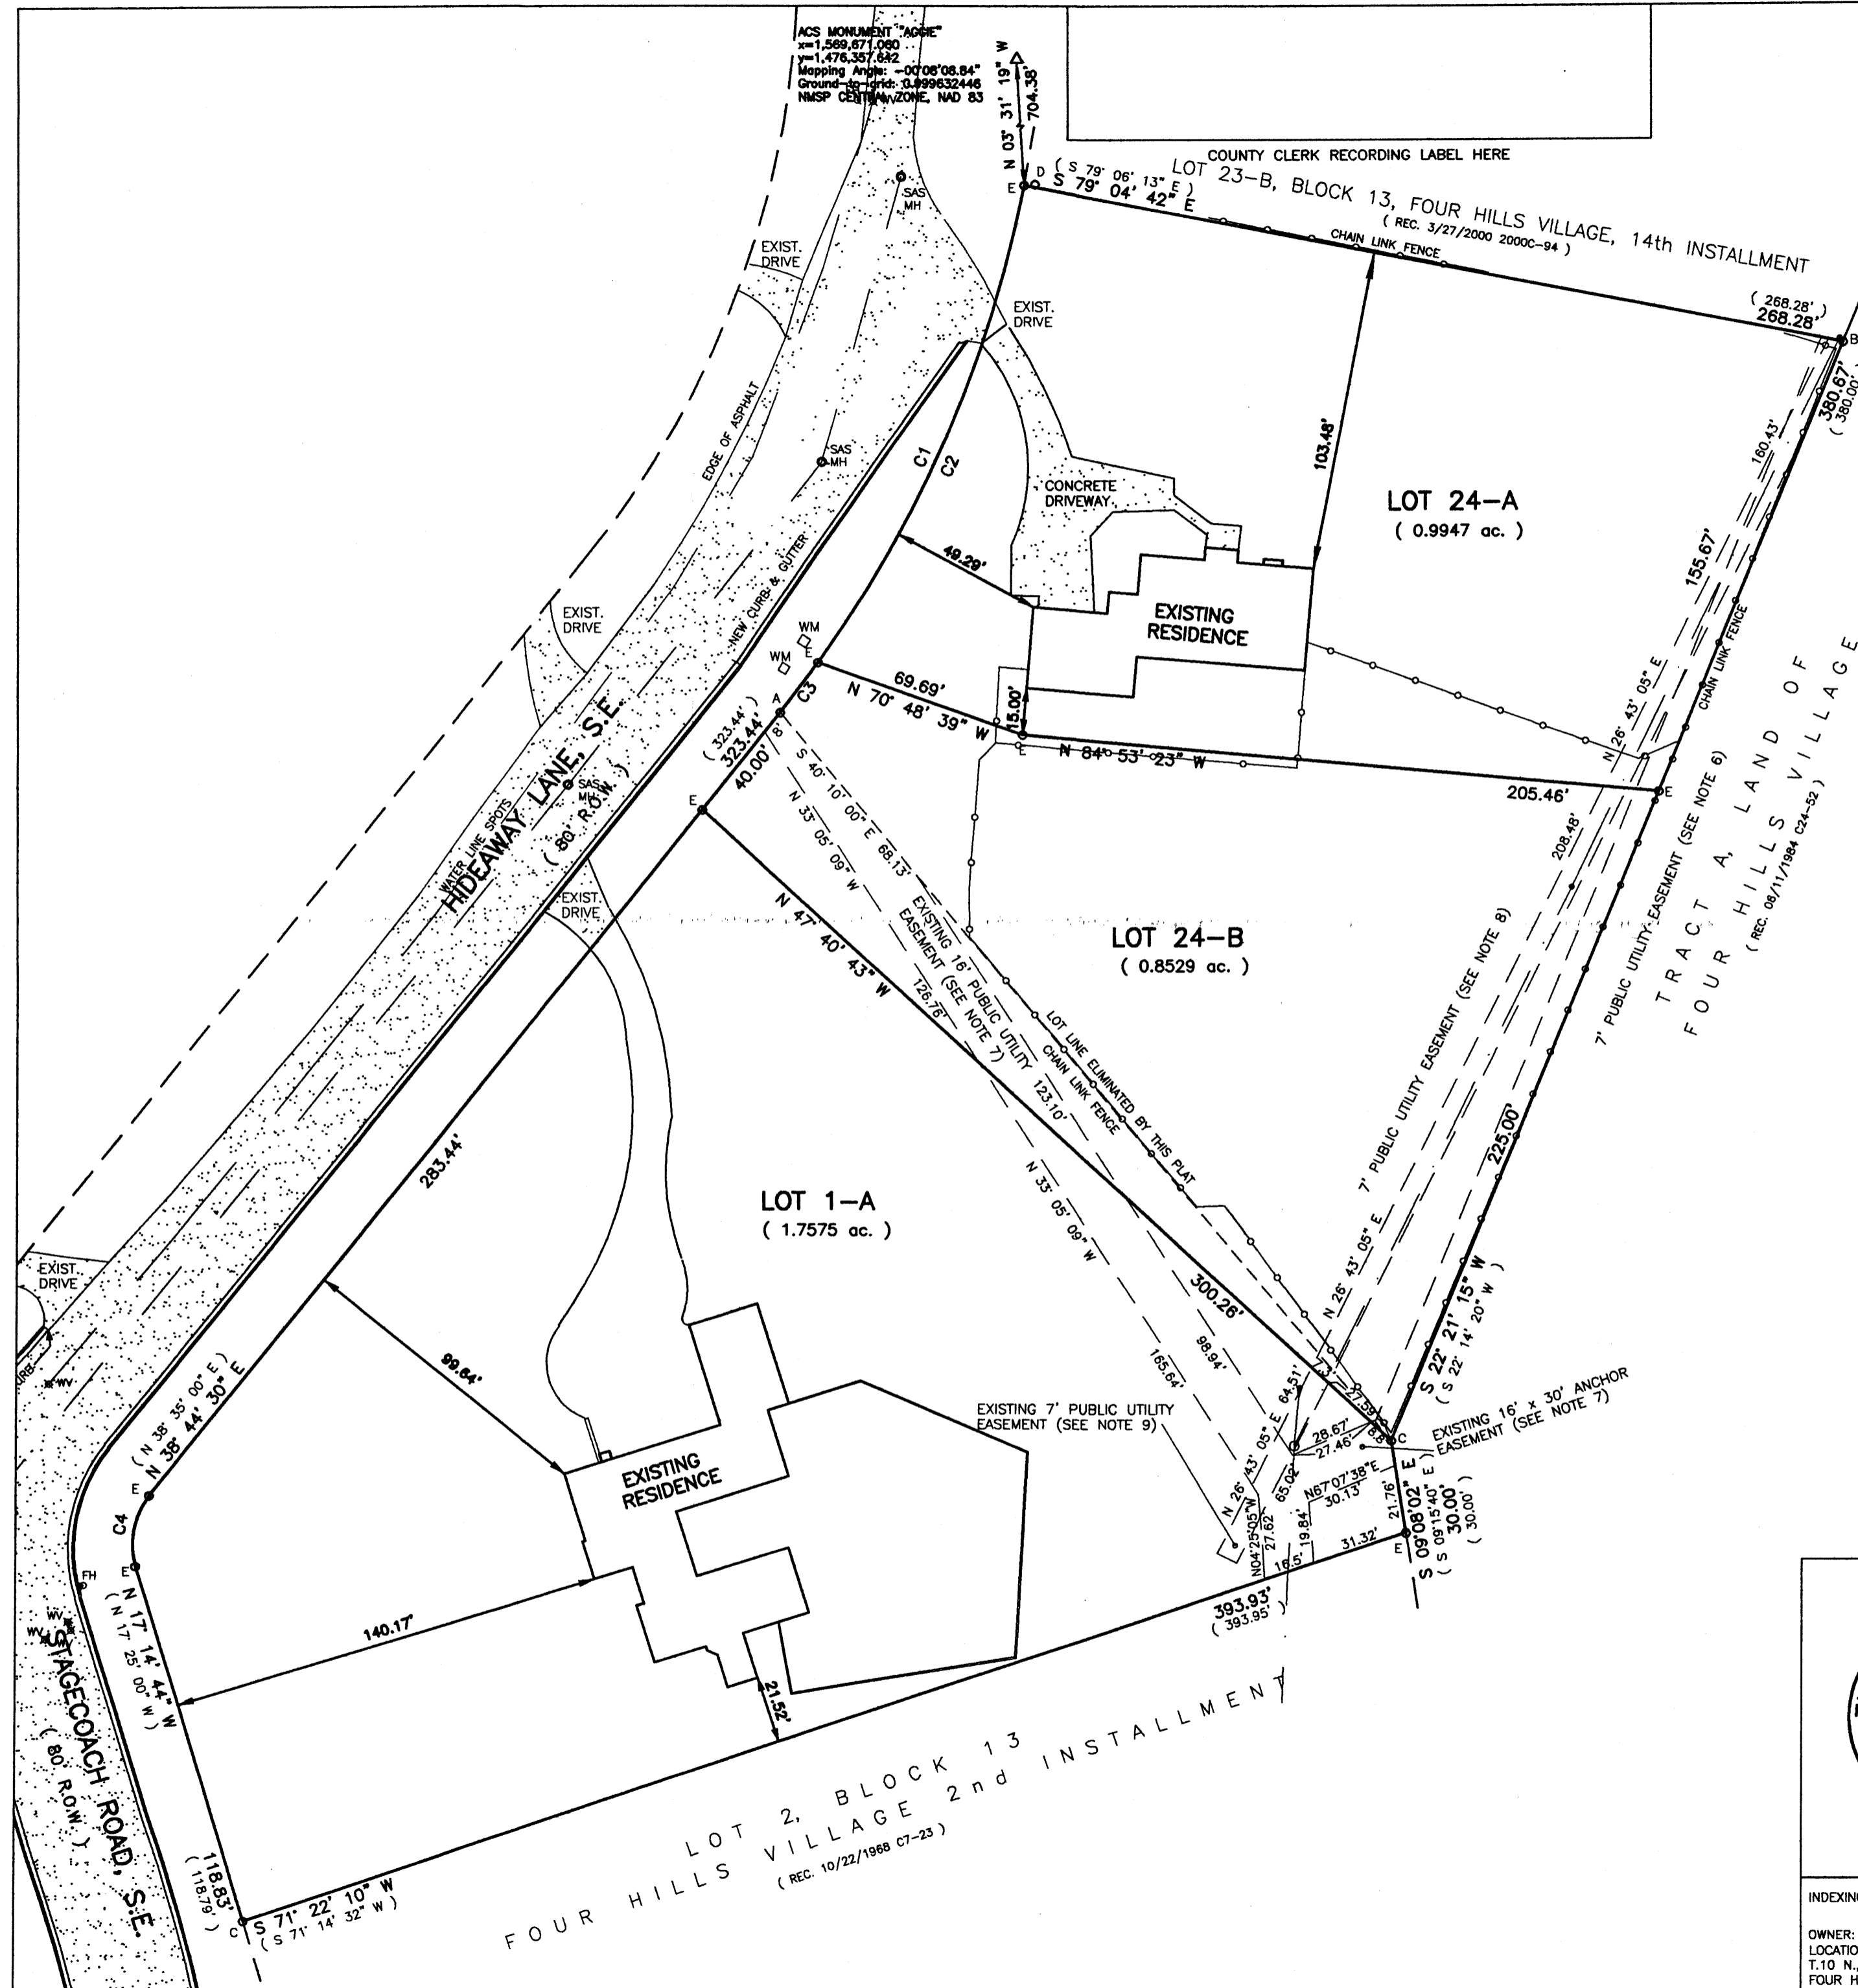 ACS MONUMENT "AGGIE"
x=1,569,671.060
y=1,476,357.642
Mapping Angle: -00°08'08.84"
Ground-to-grid: 0.999632446
NMSP CENTRAL ZONE, NAD 83
WV
N 03° 31' 19" W
704.38'
COUNTY CLERK RECORDING LABEL HERE
E
D
( S 79° 06' 13" E )
S 79° 04' 42" E
LOT 23-B, BLOCK 13, FOUR HILLS VILLAGE, 14th INSTALLMENT
( REC. 3/27/2000 2000C-94 )
CHAIN LINK FENCE
( 268.28' )
268.28'
B
380.67'
( 380.00' )
SAS
MH
EXIST.
DRIVE
EXIST.
DRIVE
EDGE OF ASPHALT
SAS
MH
C1
C2
CONCRETE
DRIVEWAY
103.48'
LOT 24-A
( 0.9947 ac. )
160.43'
155.67'
CHAIN LINK FENCE
N 26° 43' 05" E
49.29'
NEW CURB & GUTTER
EXISTING
RESIDENCE
EXIST.
DRIVE
WM
WM
E
A
C3
8'
69.69'
N 70° 48' 39" W
15.00'
E
N 84° 53' 23" W
205.46'
E
( 323.44' )
323.44'
40.00'
E
HIDEAWAY LANE, S.E.
( 80' R.O.W. )
WATER LINE SPOTS
SAS
MH
EXIST.
DRIVE
S 40° 10' 00" E 68.13'
N 33° 05' 09" W
126.76'
EXISTING 16' PUBLIC UTILITY
EASEMENT (SEE NOTE 7)
123.10'
N 47° 40' 43" W
LOT 24-B
( 0.8529 ac. )
LOT LINE ELIMINATED BY THIS PLAT
CHAIN LINK FENCE
208.48'
7' PUBLIC UTILITY EASEMENT (SEE NOTE 6)
7' PUBLIC UTILITY EASEMENT (SEE NOTE 8)
TRACT A, LAND OF
FOUR HILLS VILLAGE
( REC. 06/11/1984 C24-52 )
225.00'
283.44'
LOT 1-A
( 1.7575 ac. )
N 33° 05' 09" W
165.64'
98.94'
300.26'
N 26° 43' 05" E
S 22° 21' 15" W
( S 22° 14' 20" W )
EXIST.
DRIVE
CURB
WV
( N 38° 35' 00" E )
N 38° 44' 30" E
99.64'
EXISTING 7' PUBLIC UTILITY
EASEMENT (SEE NOTE 9)
EXISTING 16' x 30' ANCHOR
EASEMENT (SEE NOTE 7)
N 26° 43' 05" E 64.51'
65.02'
7.3'
27.59'
8.8'
28.67'
27.46'
C
N67°07'38"E
30.13'
21.76'
N04°25'05"W
27.62'
19.84'
16.5'
31.32'
E
S 09°08'02" E
( S 09°15'40" E )
30.00'
( 30.00' )
393.93'
( 393.95' )
EXISTING
RESIDENCE
E
C4
E
FH
WV
WV
WV
N 17° 14' 44" W
( N 17° 25' 00" W )
140.17'
21.52'
STAGECOACH ROAD, S.E.
( 80' R.O.W. )
118.83'
( 118.79' )
C
S 71° 22' 10" W
( S 71° 14' 32" W )
LOT 2, BLOCK 13
FOUR HILLS VILLAGE 2nd INSTALLMENT
( REC. 10/22/1968 C7-23 )
OWNER:
T.10 N.,